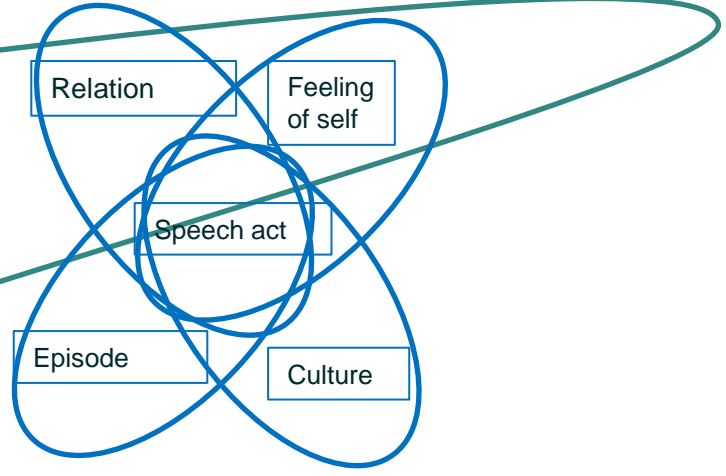 Relation
Feeling
of self
Speech act
Episode
Culture